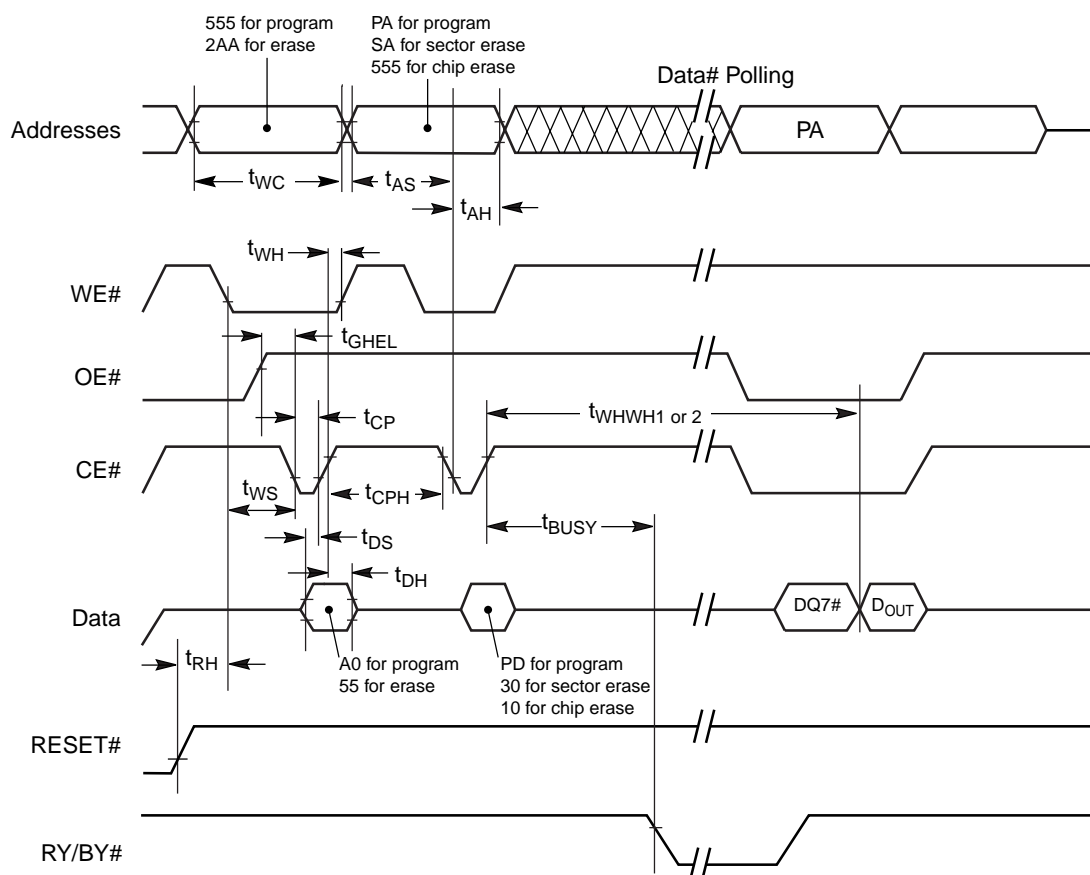 555 for program
2AA for erase
PA for program
SA for sector erase
555 for chip erase
Data# Polling
Addresses
PA
tWC
tAS
tAH
tWH
WE#
tGHEL
OE#
tWHWH1 or 2
tCP
CE#
tWS
tCPH
tBUSY
tDS
tDH
Data
DQ7#
DOUT
tRH
A0 for program
55 for erase
PD for program
30 for sector erase
10 for chip erase
RESET#
RY/BY#